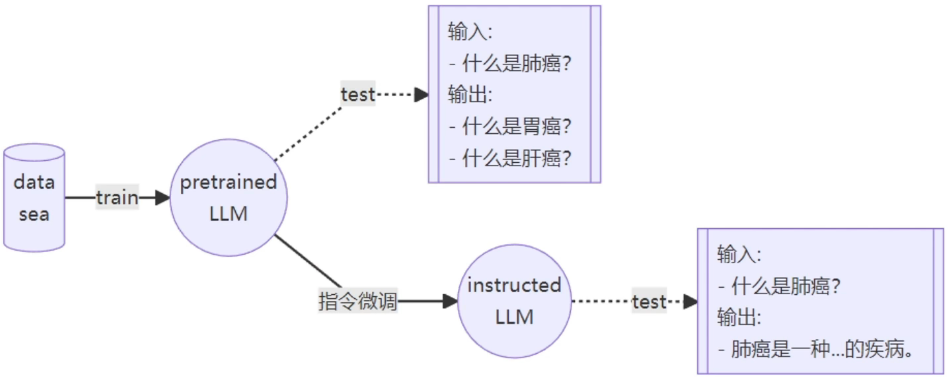 data
sea
train
pretrained
LLM
test
输入:
- 什么是肺癌?
输出:
- 什么是胃癌?
- 什么是肝癌?
指令微调
instructed
LLM
test
输入:
- 什么是肺癌?
输出:
- 肺癌是一种...的疾病。